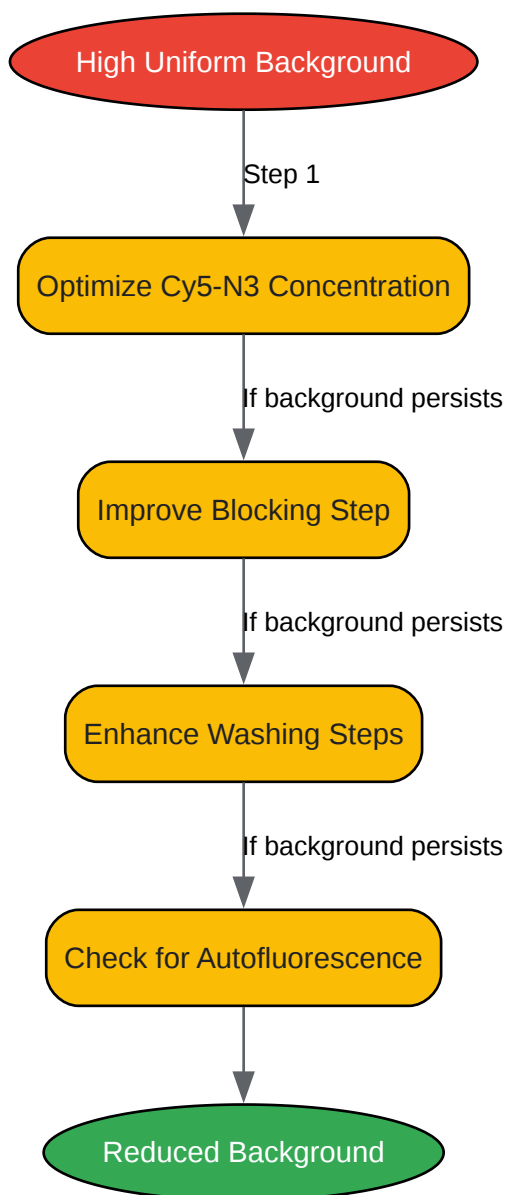 High Uniform Background
Step 1
Optimize Cy5-N3 Concentration
If background persists
Improve Blocking Step
If background persists
Enhance Washing Steps
If background persists
Check for Autofluorescence
Reduced Background